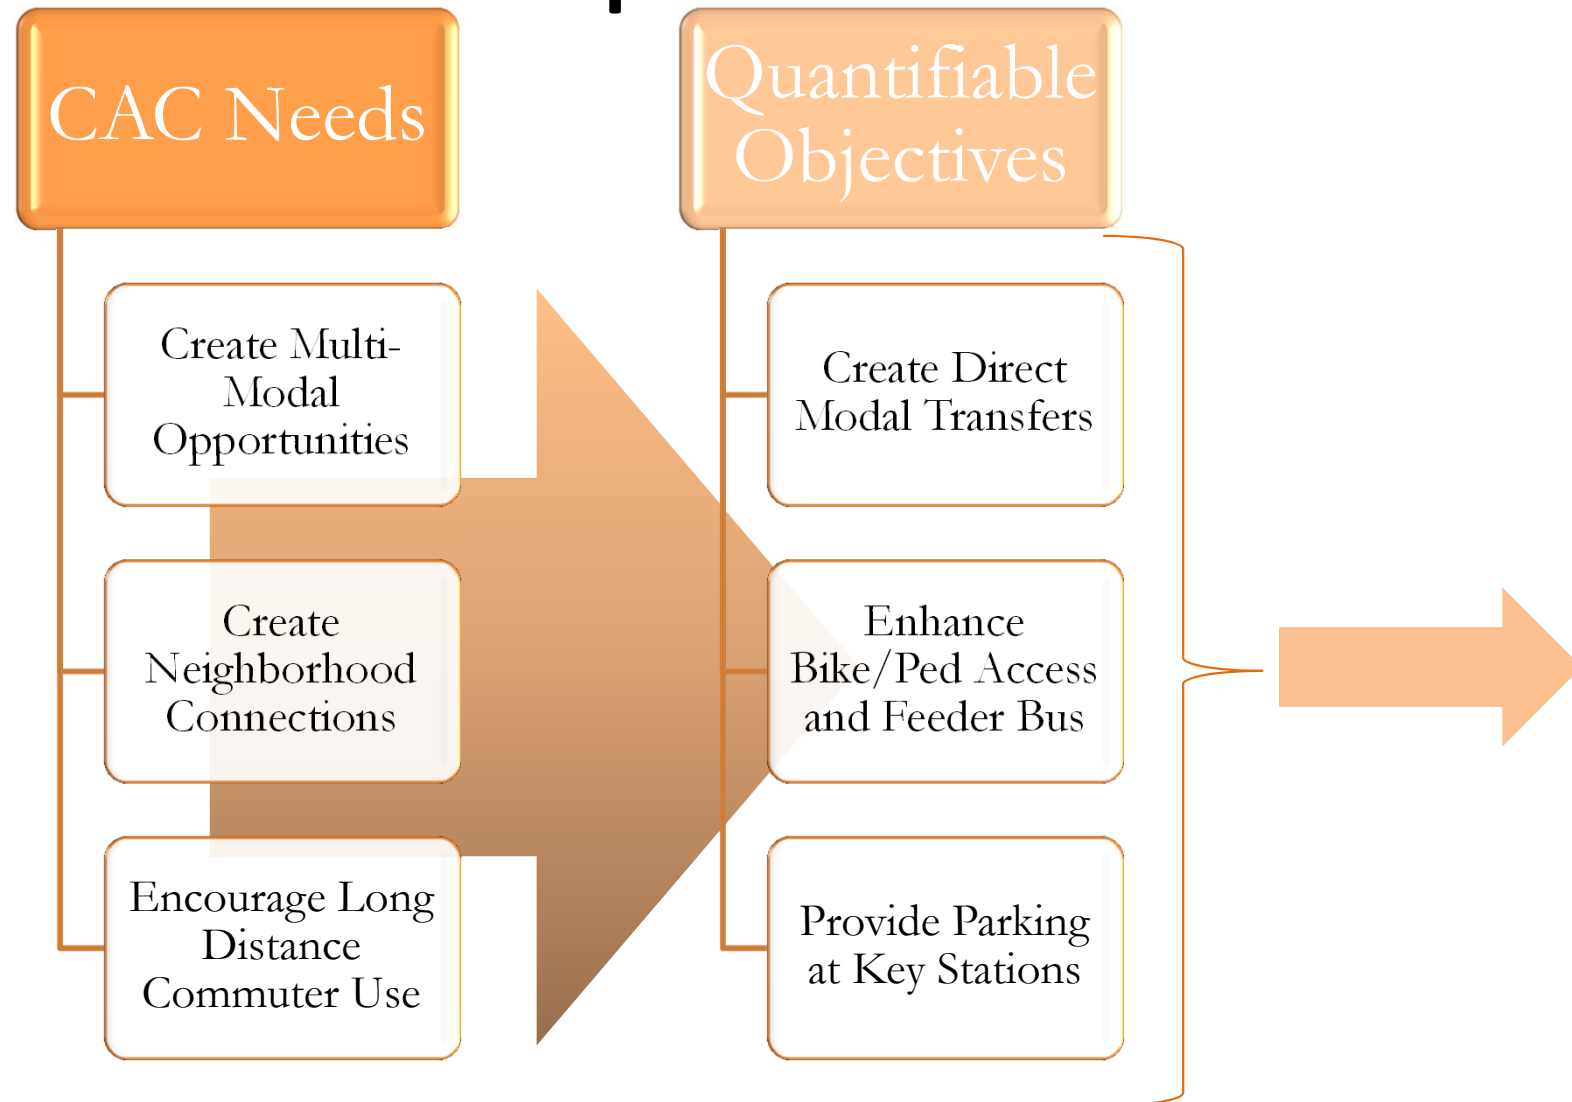 CAC Needs
Create Multi-
Modal
Opportunities
Create
Neighborhood
Connections
Encourage Long
Distance
Commuter Use
Quantifiable
Objectives
Create Direct
Modal Transfers
Enhance
Bike/Ped Access
and Feeder Bus
Provide Parking
at Key Stations